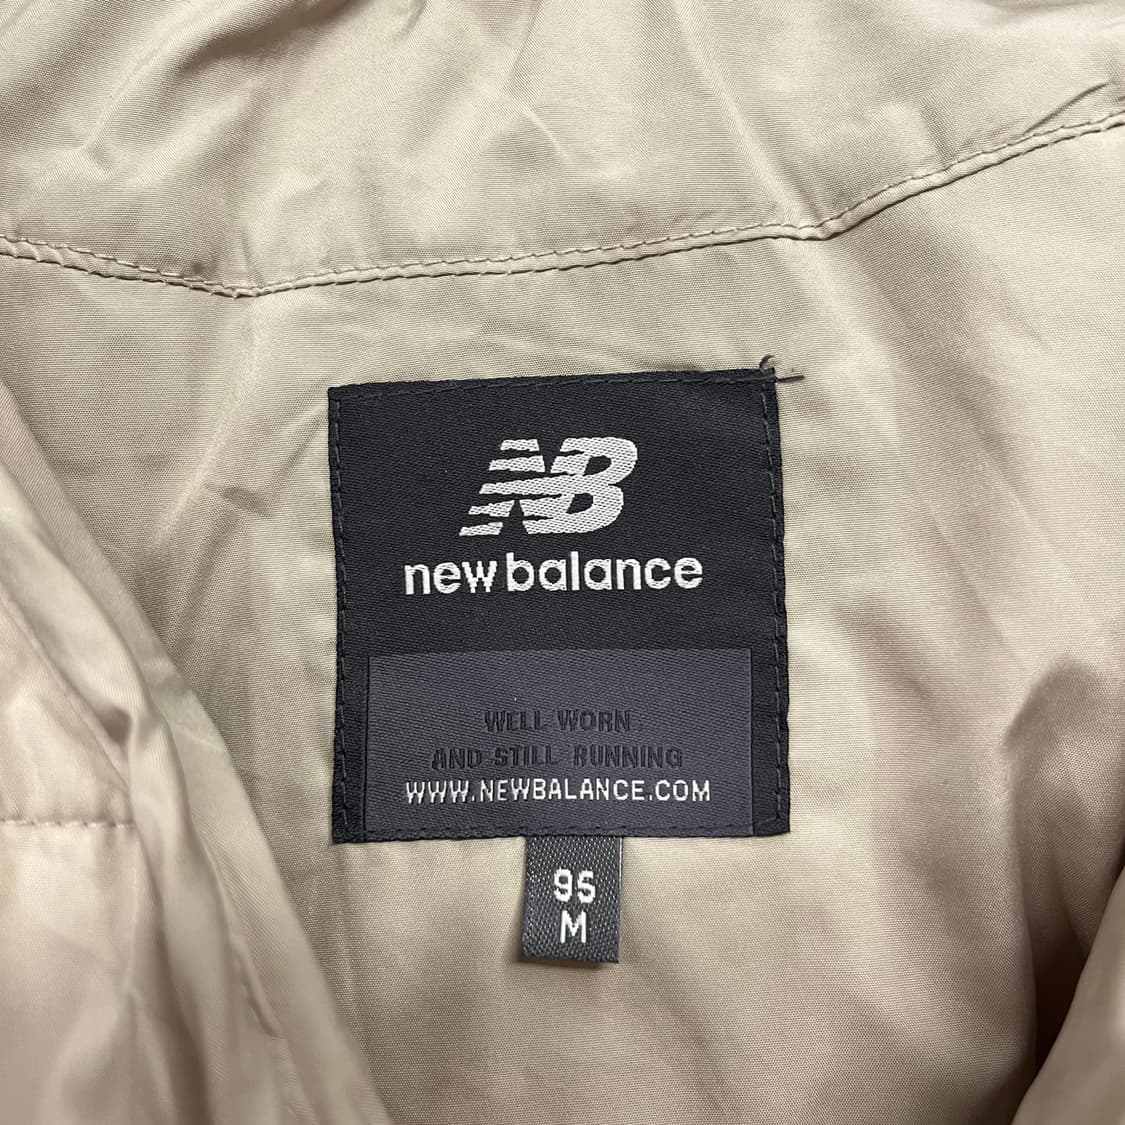 NB
new balance
WELL WORN
AND STILL RUNNING
WWW.NEWBALANCE.COM
95
M